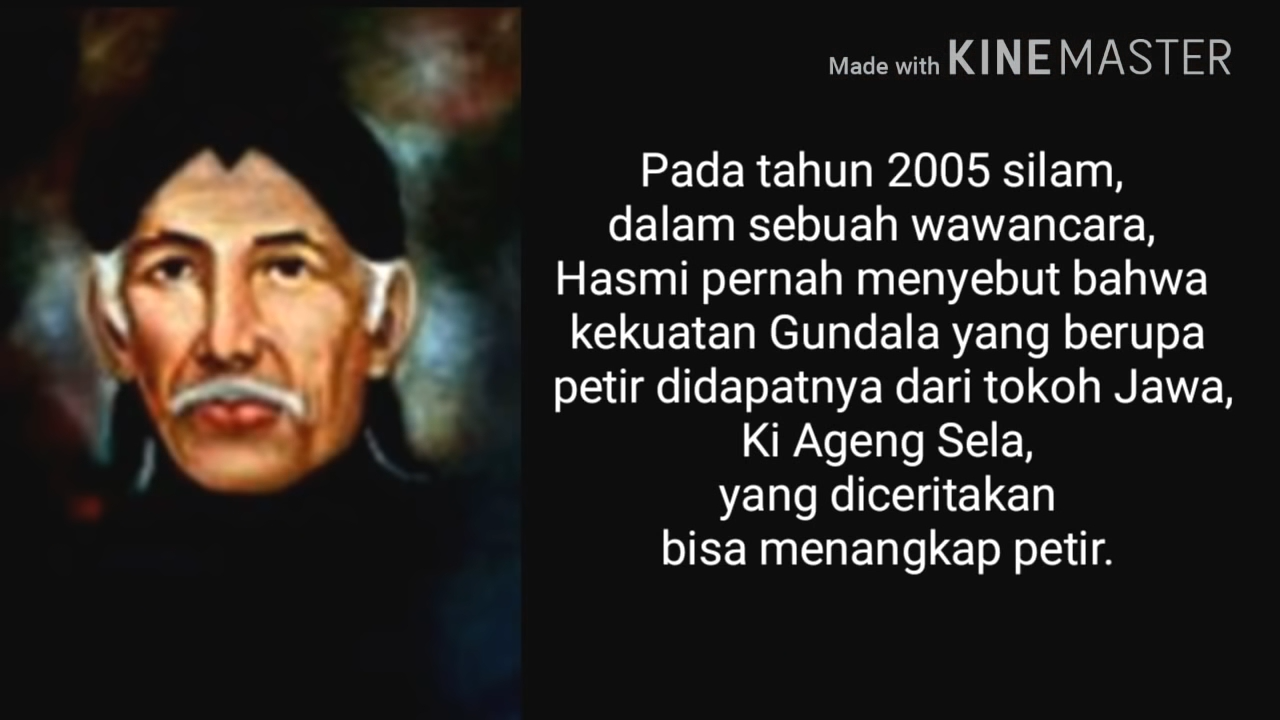 Made with KINEMASTER
Pada tahun 2005 silam,
dalam sebuah wawancara,
Hasmi pernah menyebut bahwa
kekuatan Gundala yang berupa
petir didapatnya dari tokoh Jawa,
Ki Ageng Sela,
yang diceritakan
bisa menangkap petir.